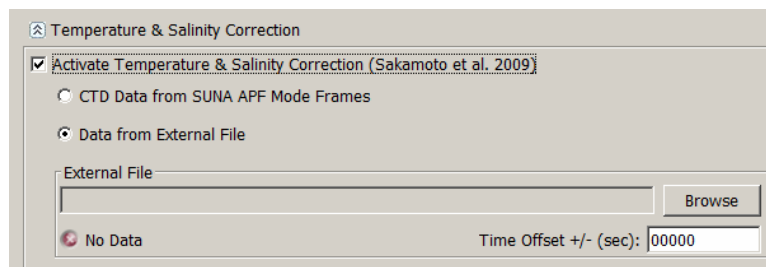 Temperature & Salinity Correction
Activate Temperature & Salinity Correction (Sakamoto et al. 2009)
CTD Data from SUNA APF Mode Frames
Data from External File
External File
Browse
No Data Time Offset +/- (sec): 00000